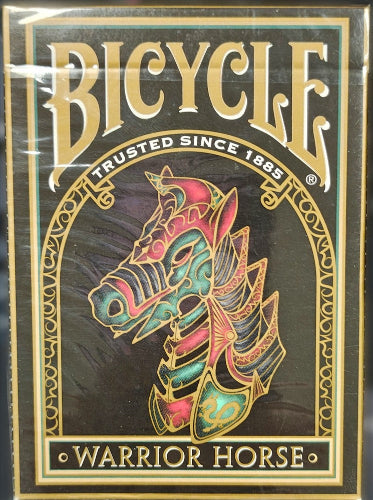 BICYCLE
®
TRUSTED SINCE 1885
· WARRIOR HORSE ·